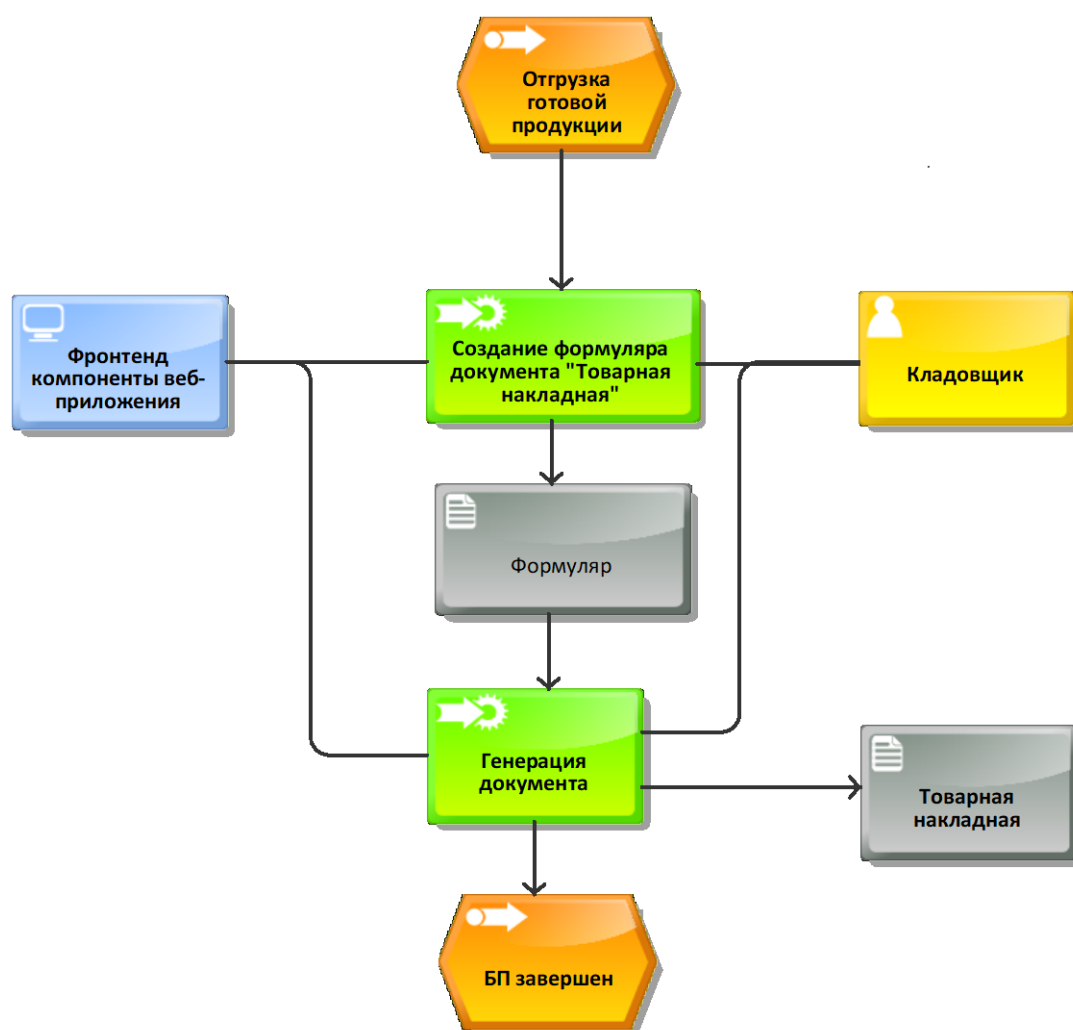 Отгрузка
готовой
продукции
Фронтенд
компоненты веб-
приложения
Создание формуляра
документа "Товарная
накладная"
Кладовщик
Формуляр
Генерация
документа
Товарная
накладная
БП завершен